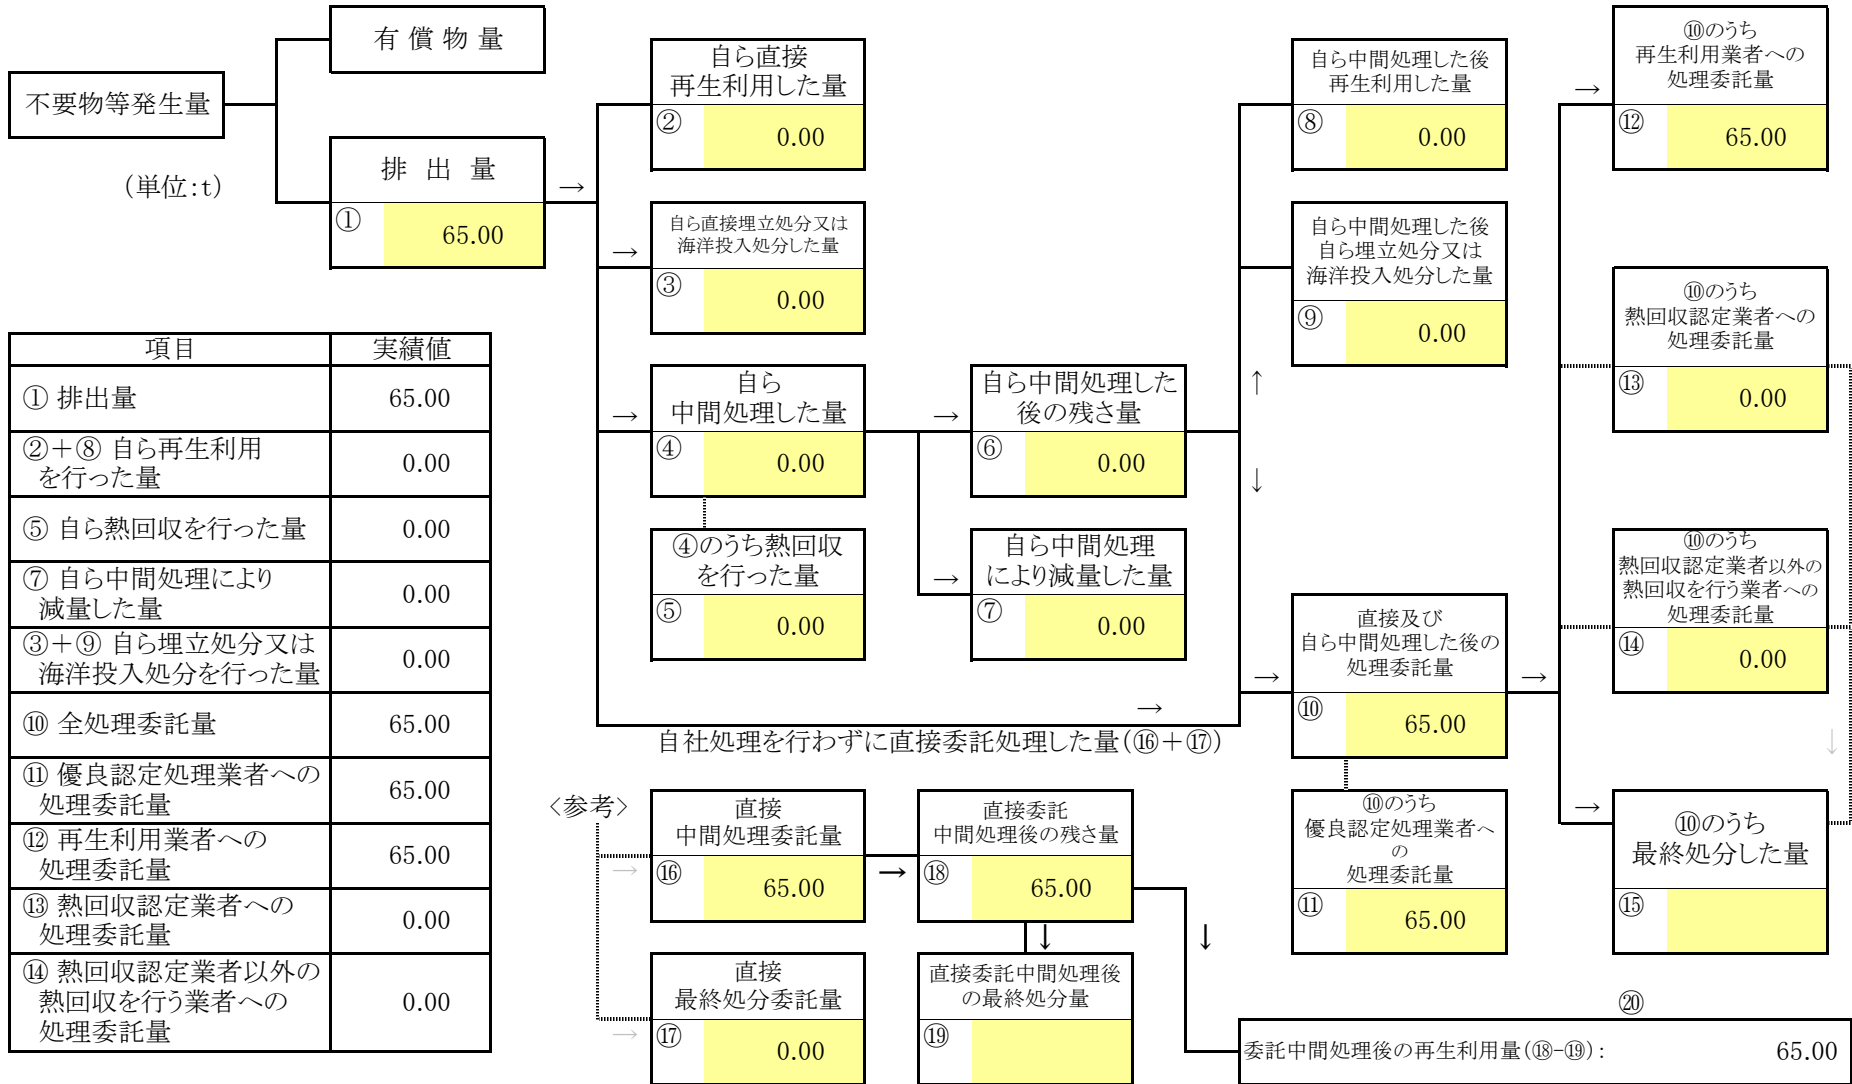 不要物等発生量
有 償 物 量
(単位:t)
排 出 量
①
65.00
→
自ら直接
再生利用した量
②
0.00
→
自ら直接埋立処分又は
海洋投入処分した量
③
0.00
→
自ら
中間処理した量
④
0.00
④のうち熱回収
を行った量
⑤
0.00
→
自ら中間処理した
後の残さ量
⑥
0.00
→
自ら中間処理
により減量した量
⑦
0.00
自ら中間処理した後
再生利用した量
⑧
0.00
自ら中間処理した後
自ら埋立処分又は
海洋投入処分した量
⑨
0.00
↑
↓
→
自社処理を行わずに直接委託処理した量(⑯+⑰)
→
直接及び
自ら中間処理した後の
処理委託量
⑩
65.00
→
⑩のうち
優良認定処理業者へ
の
処理委託量
⑪
65.00
→
⑩のうち
再生利用業者への
処理委託量
⑫
65.00
⑩のうち
熱回収認定業者への
処理委託量
⑬
0.00
⑩のうち
熱回収認定業者以外の
熱回収を行う業者への
処理委託量
⑭
0.00
↓
→
⑩のうち
最終処分した量
⑮
項目 実績値
① 排出量 65.00
②+⑧ 自ら再生利用
を行った量 0.00
⑤ 自ら熱回収を行った量 0.00
⑦ 自ら中間処理により
減量した量 0.00
③+⑨ 自ら埋立処分又は
海洋投入処分を行った量 0.00
⑩ 全処理委託量 65.00
⑪ 優良認定処理業者への
処理委託量 65.00
⑫ 再生利用業者への
処理委託量 65.00
⑬ 熱回収認定業者への
処理委託量 0.00
⑭ 熱回収認定業者以外の
熱回収を行う業者への
処理委託量 0.00
<参考>
→
直接
中間処理委託量
⑯
65.00
→
直接委託
中間処理後の残さ量
⑱
65.00
↓
↓
→
直接
最終処分委託量
⑰
0.00
直接委託中間処理後
の最終処分量
⑲
⑳
委託中間処理後の再生利用量(⑱-⑲): 65.00